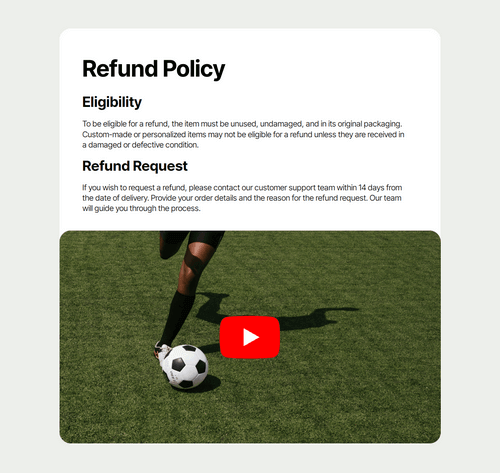 Refund Policy
Eligibility
To be eligible for a refund, the item must be unused, undamaged, and in its original packaging.
Custom-made or personalized items may not be eligible for a refund unless they are received in
a damaged or defective condition.
Refund Request
If you wish to request a refund, please contact our customer support team within 14 days from
the date of delivery. Provide your order details and the reason for the refund request. Our team
will guide you through the process.